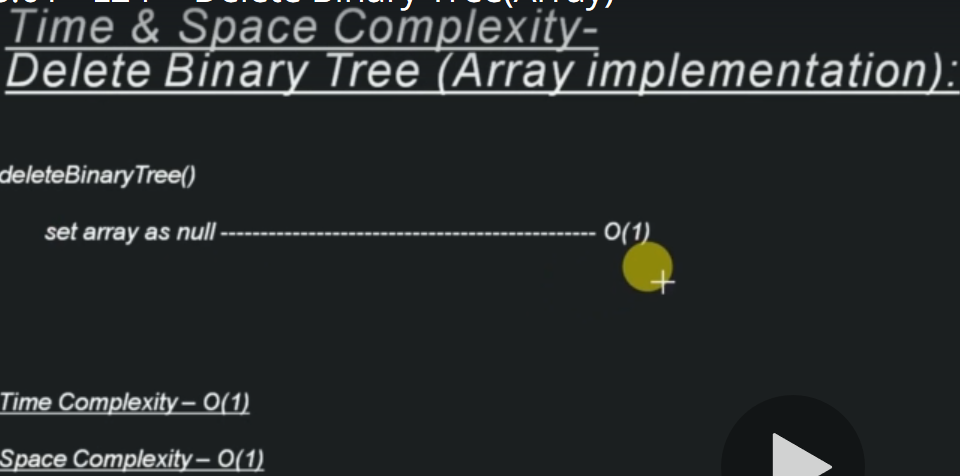 Delete Binary Tree(Array)
Time & Space Complexity-
Delete Binary Tree (Array implementation):
deleteBinaryTree()
set array as null ----------------------------------------------- O(1)
Time Complexity – O(1)
Space Complexity – O(1)